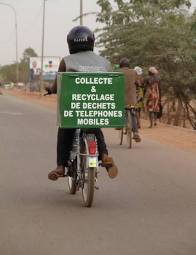 COLLECTE
&
RECYCLAGE
DE DECHETS
DE TELEPHONES
MOBILES